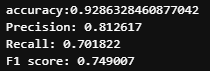 accuracy:0.9286328460877042
Precision: 0.812617
Recall: 0.701822
F1 score: 0.749007